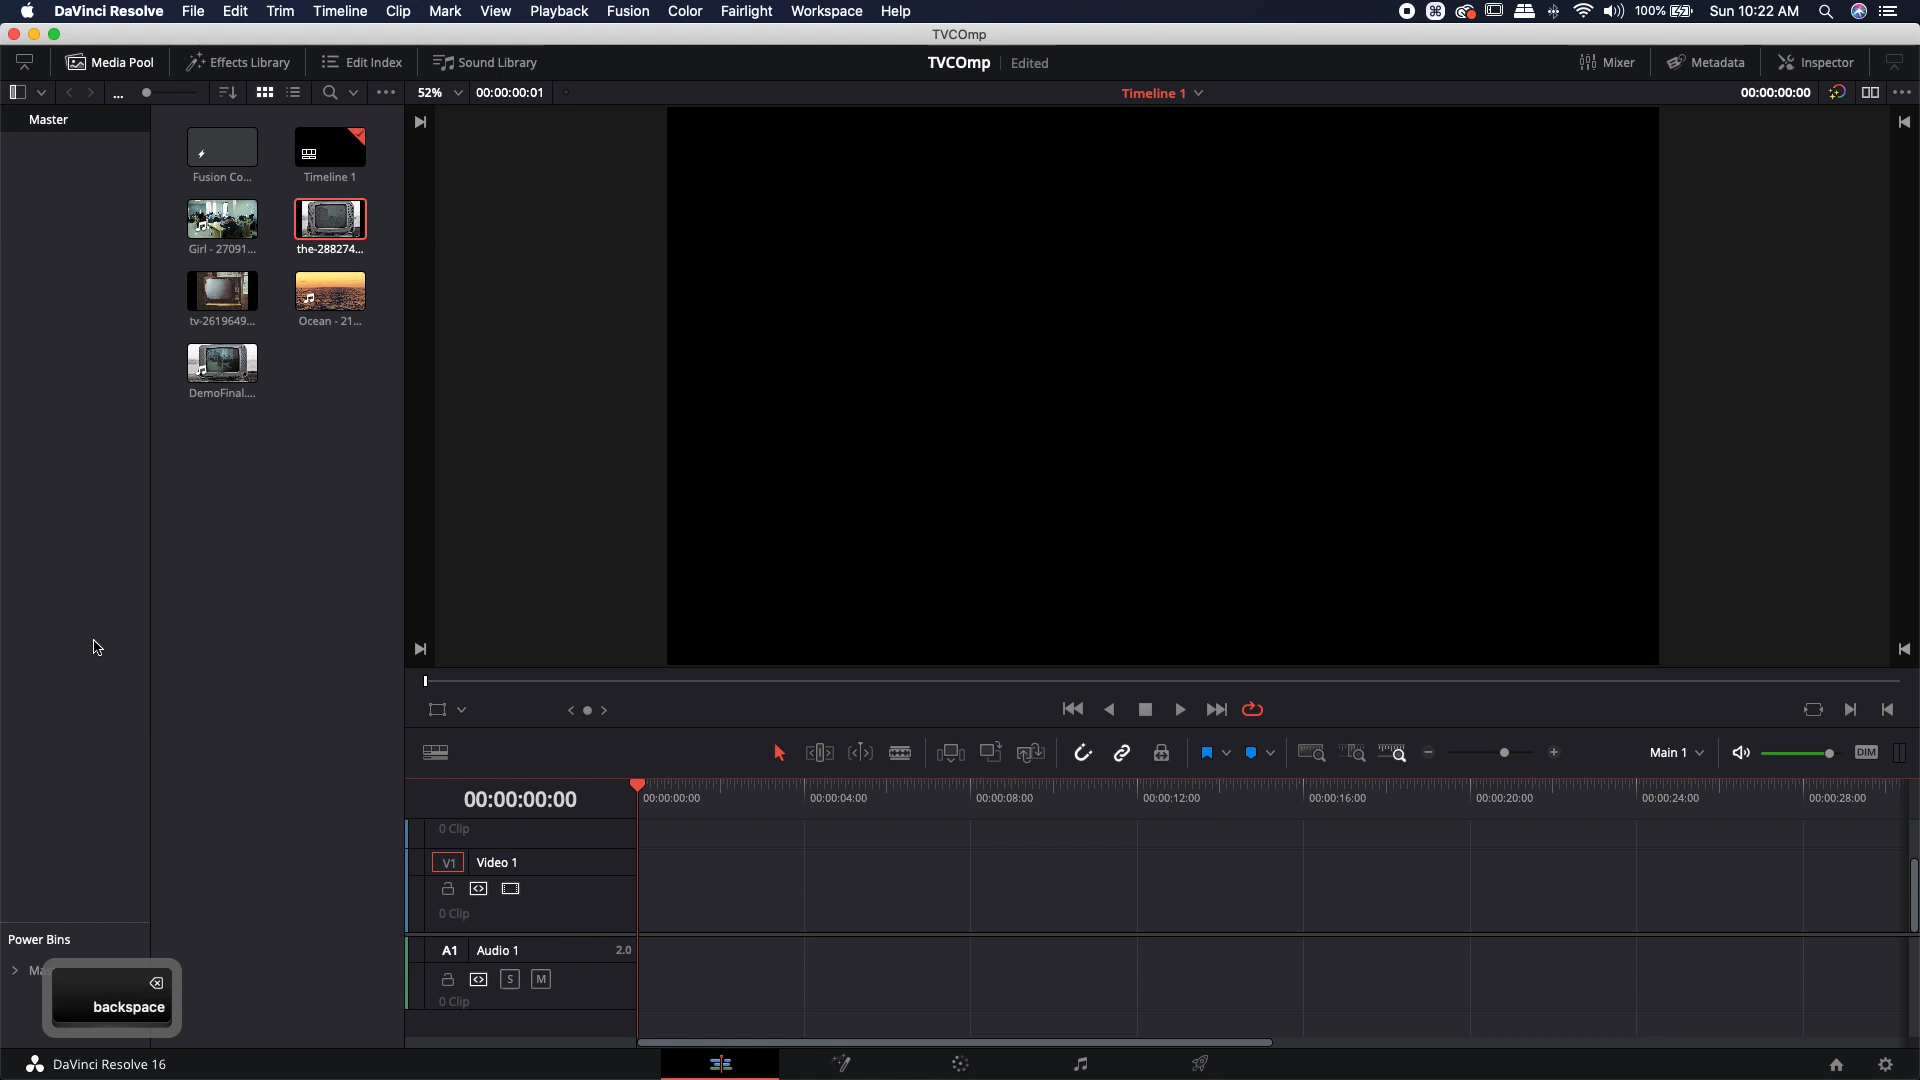 DaVinci Resolve File Edit Trim Timeline Clip Mark View Playback Fusion Color Fairlight Workspace Help 100% Sun 10:22 AM
TVCOmp
Media Pool Effects Library Edit Index Sound Library TVCOmp Edited Mixer Metadata Inspector
... 52% 00:00:00:01 Timeline 1 00:00:00:00
Master
Fusion Co... Timeline 1
Girl - 27091... the-288274...
tv-2619649... Ocean - 21...
DemoFinal....
Main 1 DIM
00:00:00:00 00:00:00:00 00:00:04:00 00:00:08:00 00:00:12:00 00:00:16:00 00:00:20:00 00:00:24:00 00:00:28:00
0 Clip
V1 Video 1
0 Clip
Power Bins
A1 Audio 1 2.0
S M
0 Clip
backspace
DaVinci Resolve 16